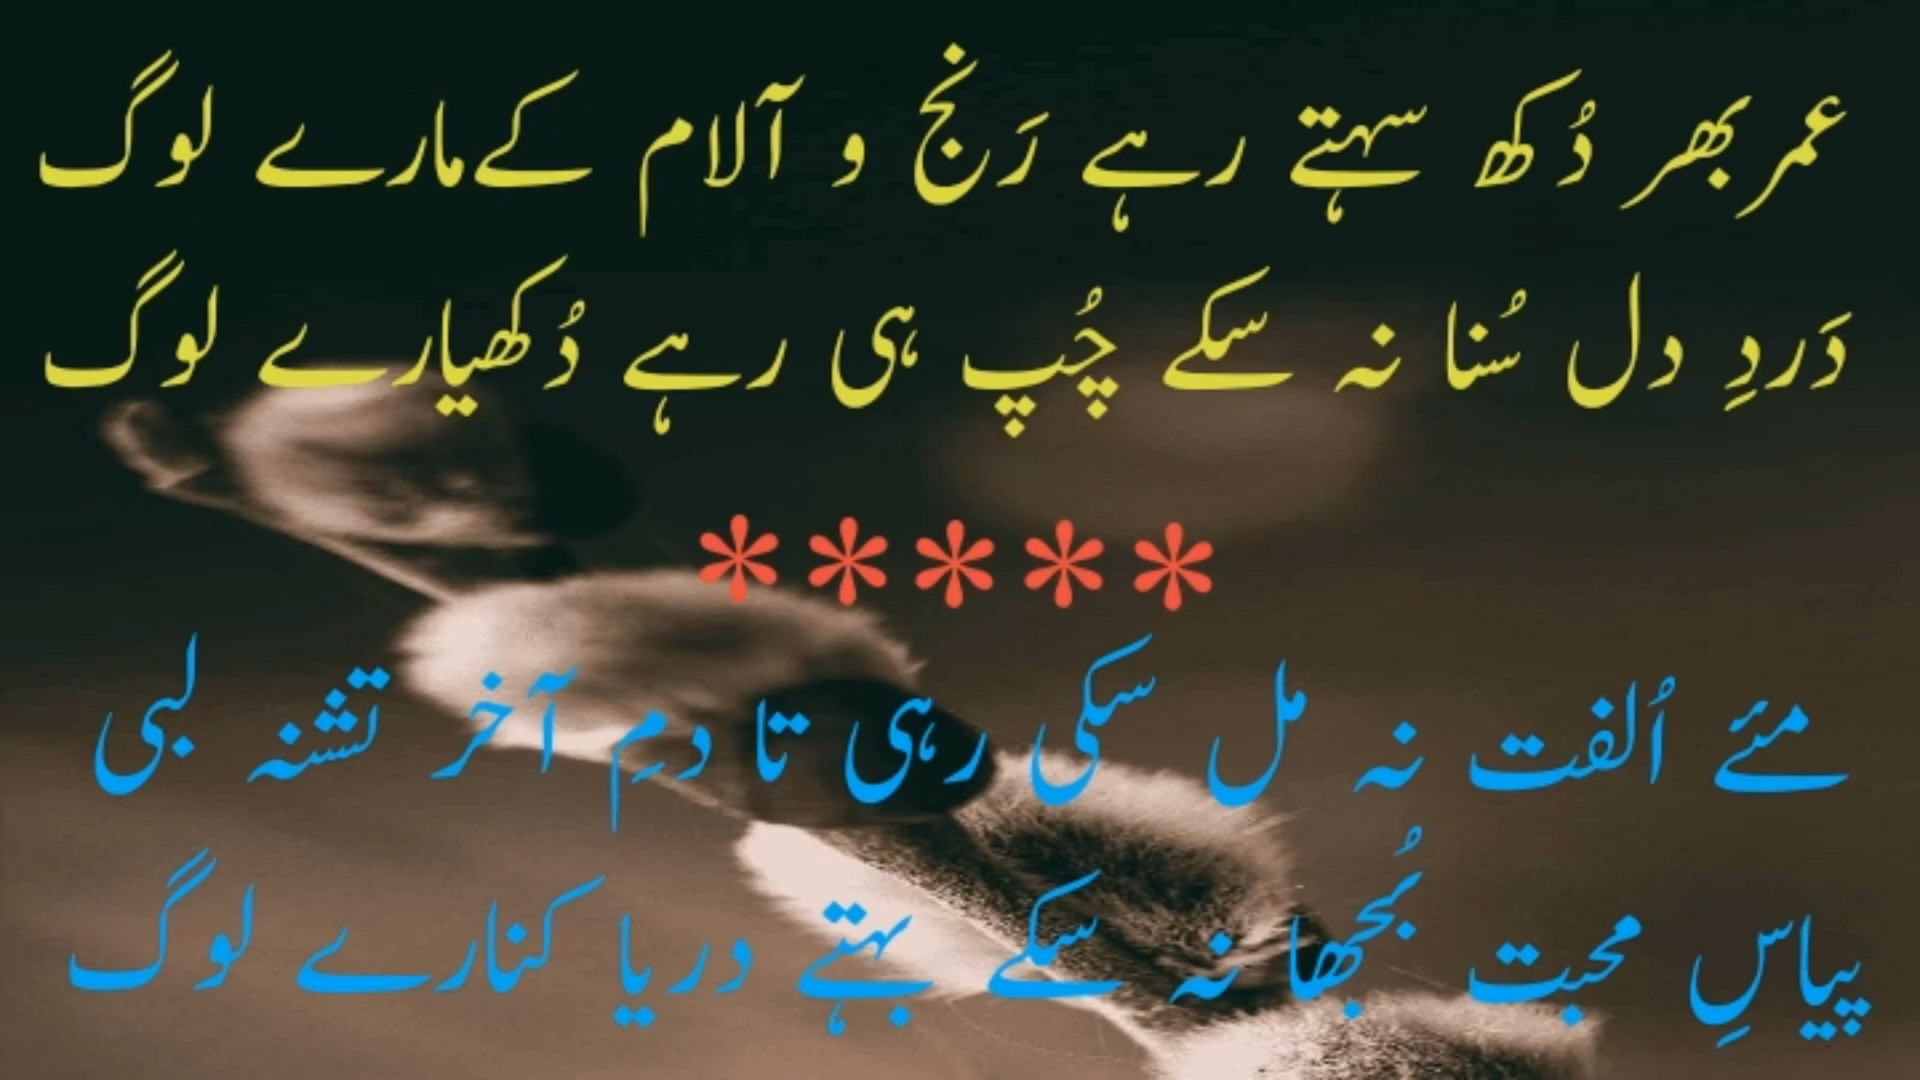 عمر بھر دُکھ سہتے رہے رَنج و آلام کے مارے لوگ
دَردِ دل سُنا نہ سکے چُپ ہی رہے دُکھیارے لوگ
*****
مئے اُلفت نہ مل سکی رہی تا دمِ آخر تشنہ لبی
پیاسِ محبت بُجھا نہ سکے بہتے دریا کنارے لوگ